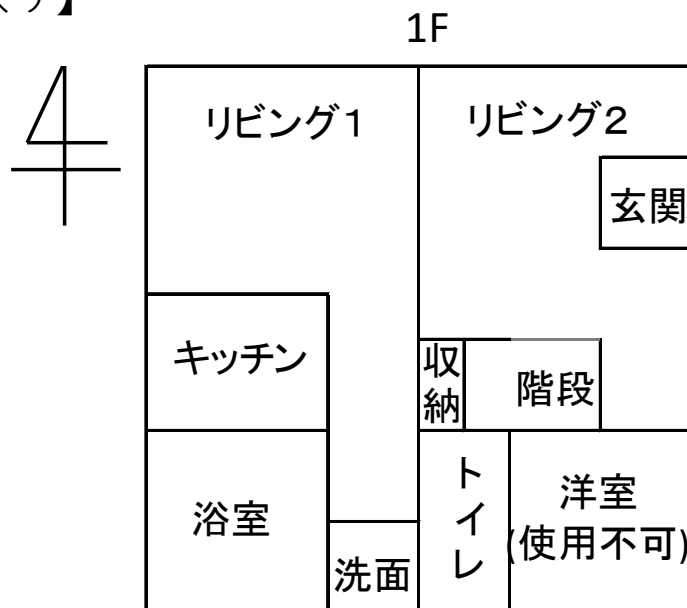 】
1F
リビング1
リビング2
玄関
キッチン
収納
階段
浴室
トイレ
洋室
(使用不可)
洗面